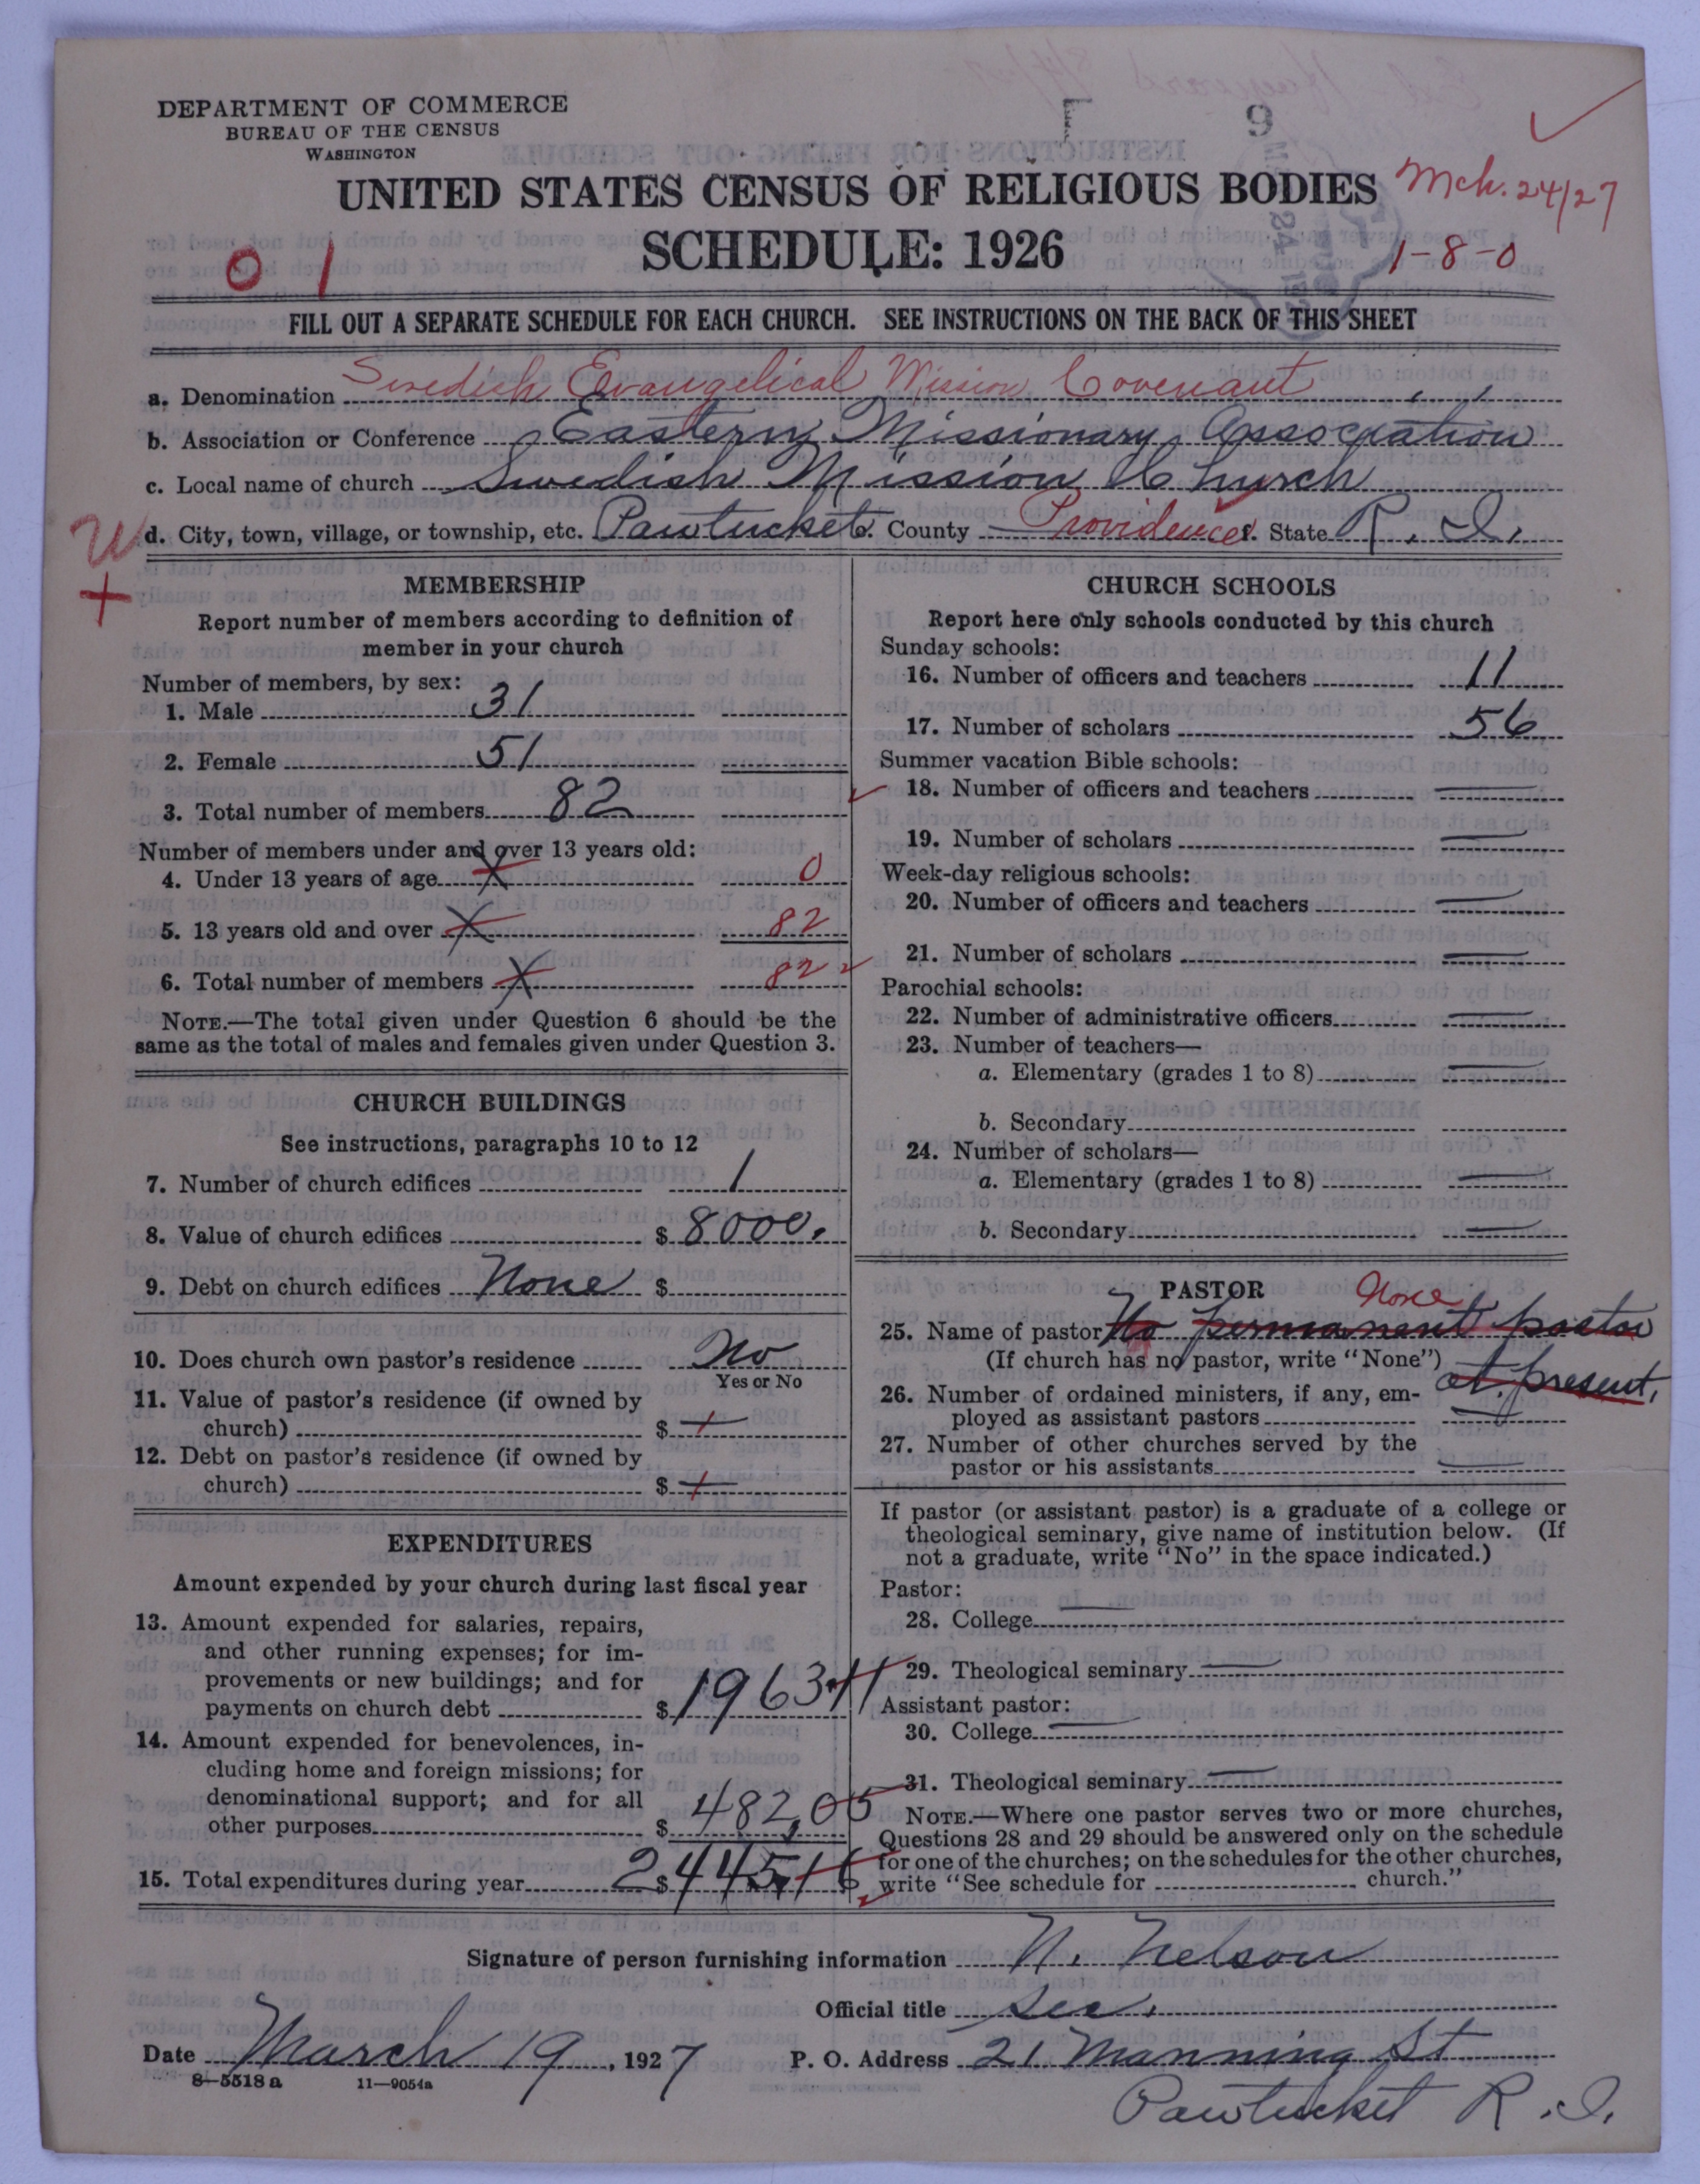 DEPARTMENT OF COMMERCE
BUREAU OF THE CENSUS
WASHINGTON
UNITED STATES CENSUS OF RELIGIOUS BODIES
Mch. 24/27
SCHEDULE: 1926
1-8-0
0 1
FILL OUT A SEPARATE SCHEDULE FOR EACH CHURCH. SEE INSTRUCTIONS ON THE BACK OF THIS SHEET
a. Denomination Swedish Evangelical Mission Covenant
b. Association or Conference Eastern Missionary Association
c. Local name of church Swedish Mission Church
d. City, town, village, or township, etc. Pawtucket e. County Providence f. State R. I.
MEMBERSHIP
Report number of members according to definition of
member in your church
Number of members, by sex:
1. Male 31
2. Female 51
3. Total number of members 82
Number of members under and over 13 years old:
4. Under 13 years of age X 0
5. 13 years old and over X 82
6. Total number of members X 82
NOTE.—The total given under Question 6 should be the
same as the total of males and females given under Question 3.
CHURCH BUILDINGS
See instructions, paragraphs 10 to 12
7. Number of church edifices 1
8. Value of church edifices $ 8000.
9. Debt on church edifices None $
10. Does church own pastor's residence No
Yes or No
11. Value of pastor's residence (if owned by
church) $ —
12. Debt on pastor's residence (if owned by
church) $ —
EXPENDITURES
Amount expended by your church during last fiscal year
13. Amount expended for salaries, repairs,
and other running expenses; for im-
provements or new buildings; and for
payments on church debt $ 1963.11
14. Amount expended for benevolences, in-
cluding home and foreign missions; for
denominational support; and for all
other purposes $ 482,05
15. Total expenditures during year $ 2445,16
CHURCH SCHOOLS
Report here only schools conducted by this church
Sunday schools:
16. Number of officers and teachers 11
17. Number of scholars 56
Summer vacation Bible schools:
18. Number of officers and teachers —
19. Number of scholars —
Week-day religious schools:
20. Number of officers and teachers —
21. Number of scholars —
Parochial schools:
22. Number of administrative officers —
23. Number of teachers—
a. Elementary (grades 1 to 8) —
b. Secondary
24. Number of scholars—
a. Elementary (grades 1 to 8) —
b. Secondary —
PASTOR
None
25. Name of pastor No permanent pastor
(If church has no pastor, write "None") at present,
26. Number of ordained ministers, if any, em-
ployed as assistant pastors —
27. Number of other churches served by the
pastor or his assistants —
If pastor (or assistant pastor) is a graduate of a college or
theological seminary, give name of institution below. (If
not a graduate, write "No" in the space indicated.)
Pastor:
28. College —
29. Theological seminary —
Assistant pastor:
30. College —
31. Theological seminary —
NOTE.—Where one pastor serves two or more churches,
Questions 28 and 29 should be answered only on the schedule
for one of the churches; on the schedules for the other churches,
write "See schedule for church."
Signature of person furnishing information N. Nelson
Official title Sec.
Date March 19, 1927
P. O. Address 21 Manning St
Pawtucket R. I.
8—5518 a 11—9054a